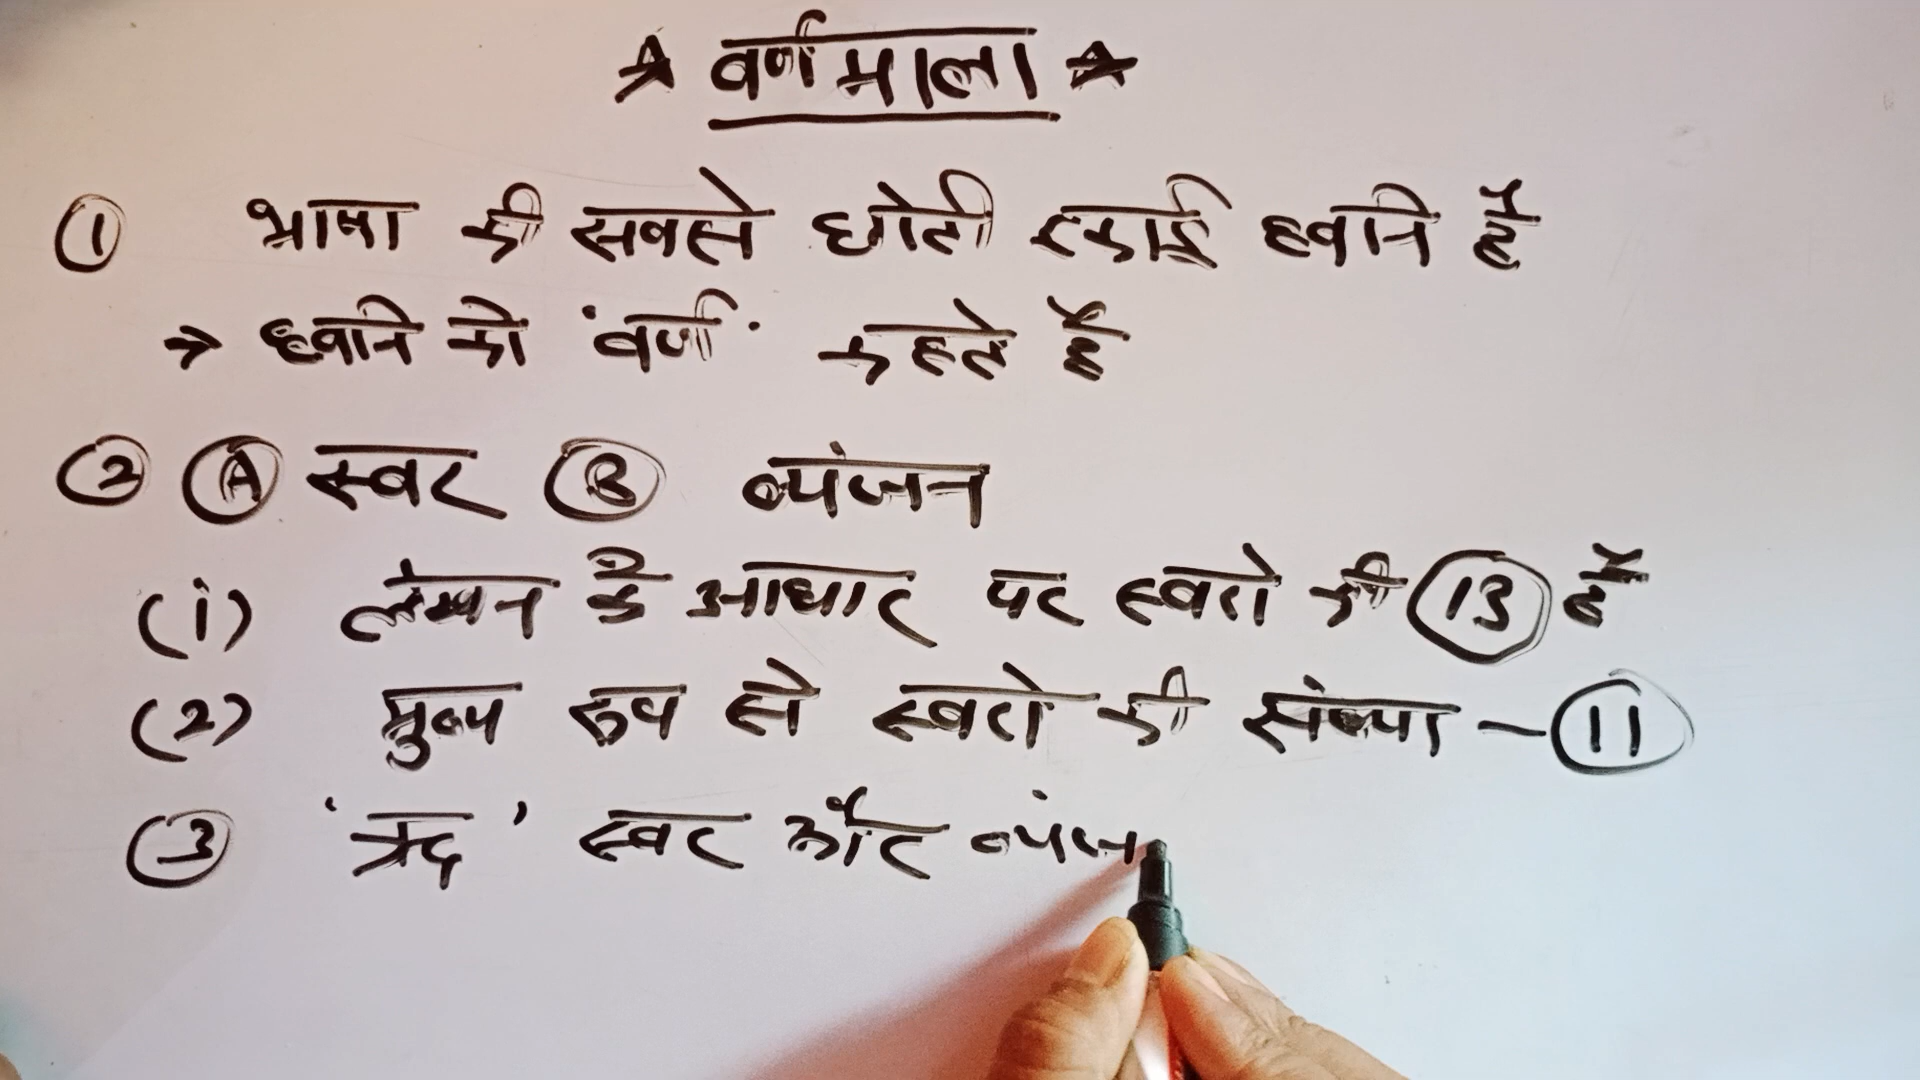 ★ वर्णमाला ★
① भाषा की सबसे छोटी इकाई ध्वनि है
→ ध्वनि को 'वर्ण' कहते हैं
② Ⓐ स्वर Ⓑ व्यंजन
(i) लेखन के आधार पर स्वरो की 13 हैं
(2) मुख्य रूप से स्वरो की संख्या - 11
③ 'ऋ' स्वर और व्यंज